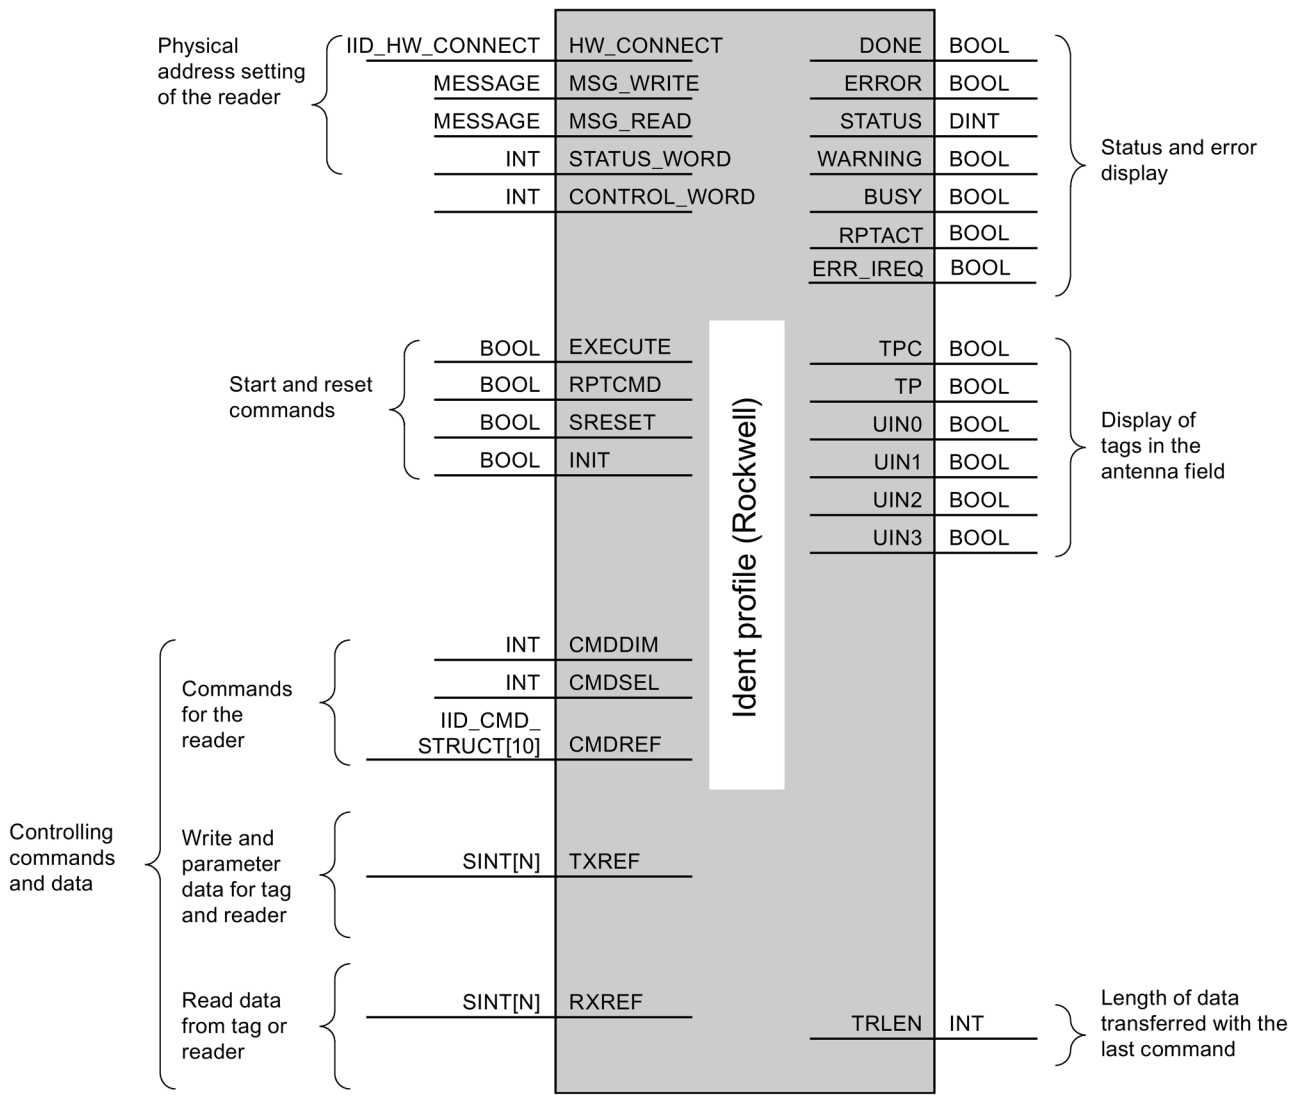 Physical
address setting
of the reader
IID_HW_CONNECT HW_CONNECT
MESSAGE MSG_WRITE
MESSAGE MSG_READ
INT STATUS_WORD
INT CONTROL_WORD
DONE BOOL
ERROR BOOL
STATUS DINT
WARNING BOOL
BUSY BOOL
RPTACT BOOL
ERR_IREQ BOOL
Status and error
display
Start and reset
commands
BOOL EXECUTE
BOOL RPTCMD
BOOL SRESET
BOOL INIT
Ident profile (Rockwell)
TPC BOOL
TP BOOL
UIN0 BOOL
UIN1 BOOL
UIN2 BOOL
UIN3 BOOL
Display of
tags in the
antenna field
Controlling
commands
and data
Commands
for the
reader
INT CMDDIM
INT CMDSEL
IID_CMD_
STRUCT[10] CMDREF
Write and
parameter
data for tag
and reader
SINT[N] TXREF
Read data
from tag or
reader
SINT[N] RXREF
TRLEN INT
Length of data
transferred with the
last command